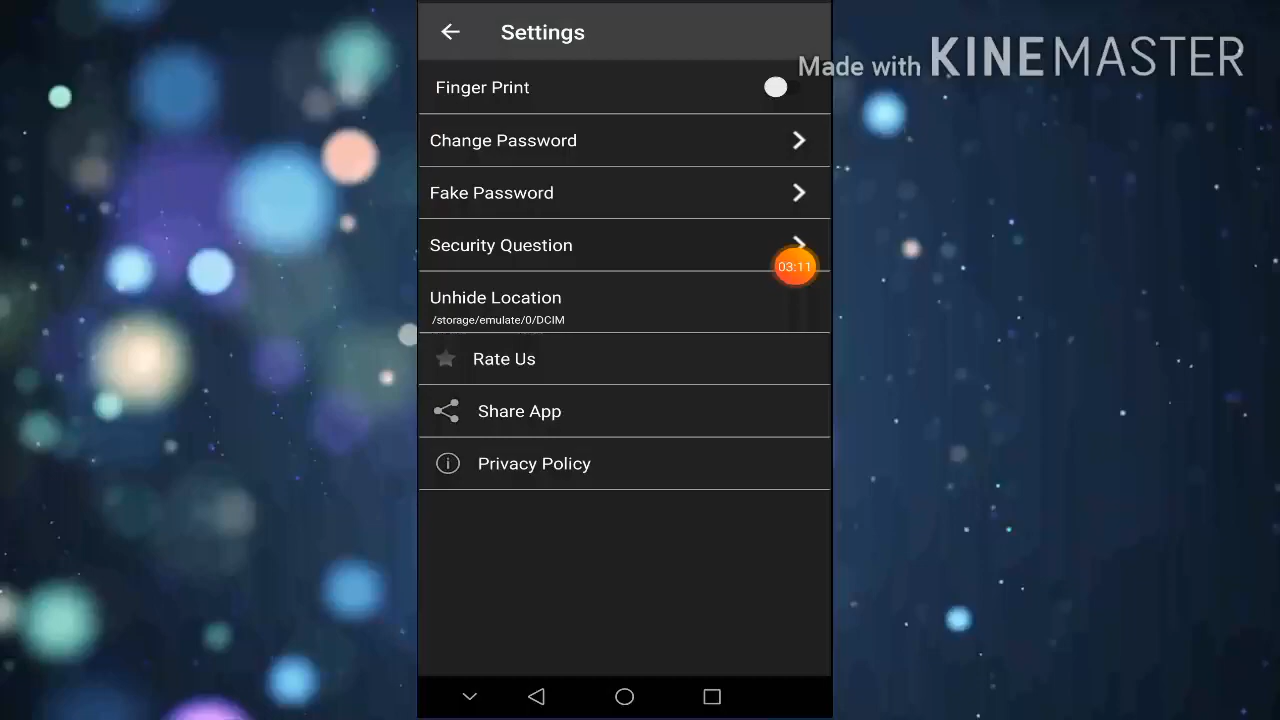 Settings
Made with KINEMASTER
Finger Print
Change Password
Fake Password
Security Question
03:11
Unhide Location
/storage/emulate/0/DCIM
Rate Us
Share App
Privacy Policy